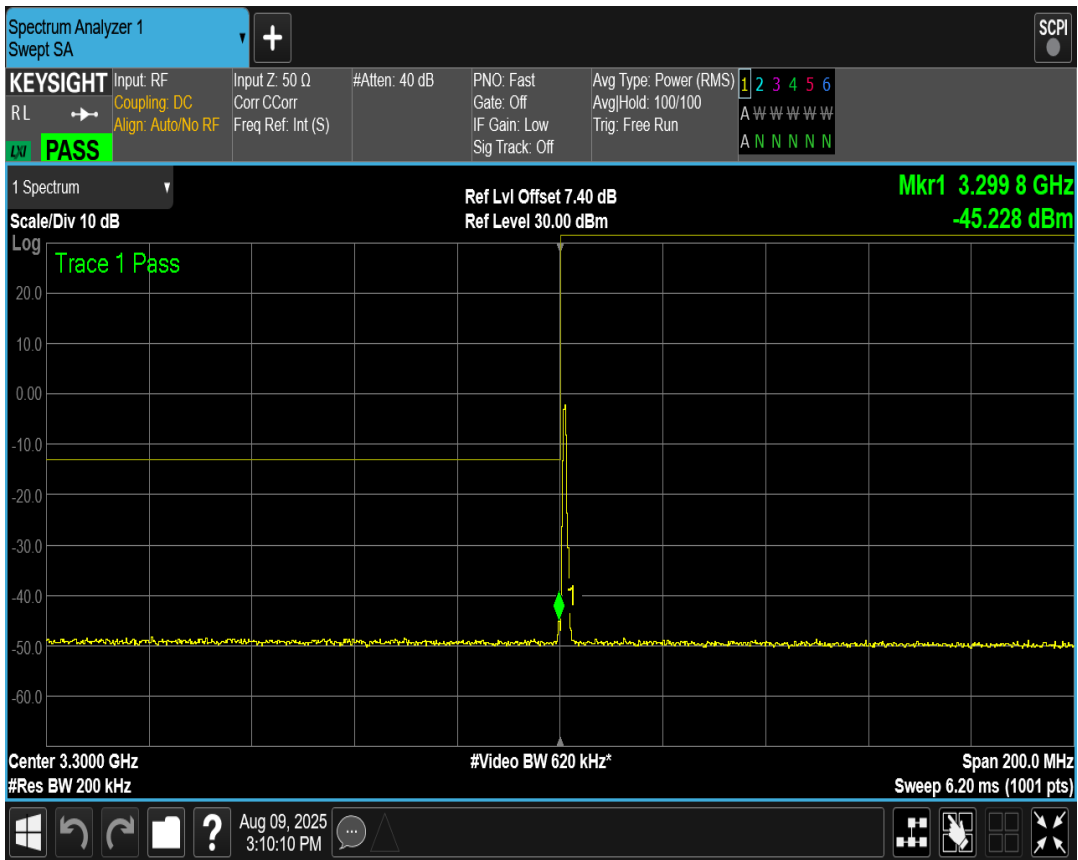 Spectrum Analyzer 1
Swept SA
+
SCPI
KEYSIGHT
R L
LXI PASS
Input: RF
Coupling: DC
Align: Auto/No RF
Input Z: 50 Ω
Corr CCorr
Freq Ref: Int (S)
#Atten: 40 dB
PNO: Fast
Gate: Off
IF Gain: Low
Sig Track: Off
Avg Type: Power (RMS)
Avg|Hold: 100/100
Trig: Free Run
1 2 3 4 5 6
A W W W W W
A N N N N N
1 Spectrum
Scale/Div 10 dB
Ref Lvl Offset 7.40 dB
Ref Level 30.00 dBm
Mkr1 3.299 8 GHz
-45.228 dBm
Log
Trace 1 Pass
20.0
10.0
0.00
-10.0
-20.0
-30.0
-40.0
1
-50.0
-60.0
Center 3.3000 GHz
#Video BW 620 kHz*
Span 200.0 MHz
#Res BW 200 kHz
Sweep 6.20 ms (1001 pts)
?
Aug 09, 2025
3:10:10 PM